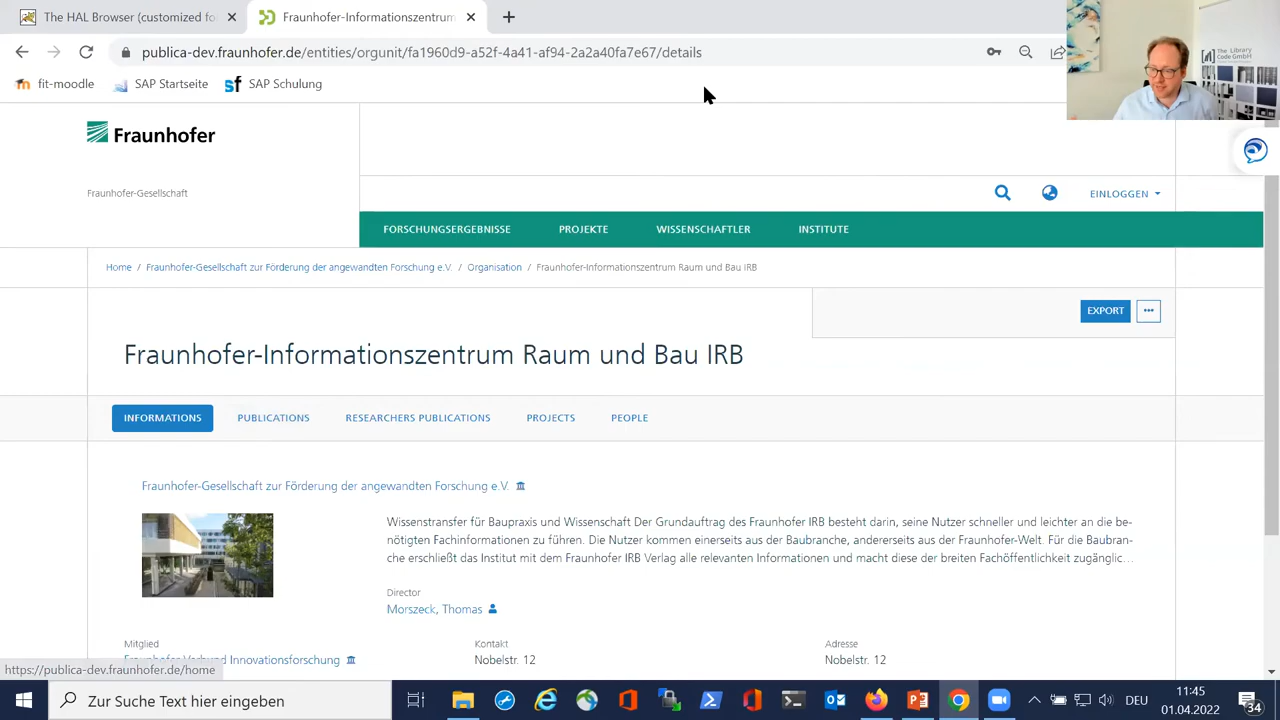 The HAL Browser (customized fo
Fraunhofer-Informationszentrum
publica-dev.fraunhofer.de/entities/orgunit/fa1960d9-a52f-4a41-af94-2a2a40fa7e67/details
The Library
Code GmbH
fit-moodle
SAP Startseite
SAP Schulung
Fraunhofer
Fraunhofer-Gesellschaft
EINLOGGEN
FORSCHUNGSERGEBNISSE PROJEKTE WISSENSCHAFTLER INSTITUTE
Home / Fraunhofer-Gesellschaft zur Förderung der angewandten Forschung e.V. / Organisation / Fraunhofer-Informationszentrum Raum und Bau IRB
EXPORT
Fraunhofer-Informationszentrum Raum und Bau IRB
INFORMATIONS PUBLICATIONS RESEARCHERS PUBLICATIONS PROJECTS PEOPLE
Fraunhofer-Gesellschaft zur Förderung der angewandten Forschung e.V.
Wissenstransfer für Baupraxis und Wissenschaft Der Grundauftrag des Fraunhofer IRB besteht darin, seine Nutzer schneller und leichter an die be-
nötigten Fachinformationen zu führen. Die Nutzer kommen einerseits aus der Baubranche, andererseits aus der Fraunhofer-Welt. Für die Baubran-
che erschließt das Institut mit dem Fraunhofer IRB Verlag alle relevanten Informationen und macht diese der breiten Fachöffentlichkeit zugänglic...
Director
Morszeck, Thomas
Mitglied Kontakt Adresse
Fraunhofer-Verbund Innovationsforschung Nobelstr. 12 Nobelstr. 12
https://publica-dev.fraunhofer.de/home
Zur Suche Text hier eingeben
DEU
11:45
01.04.2022
34